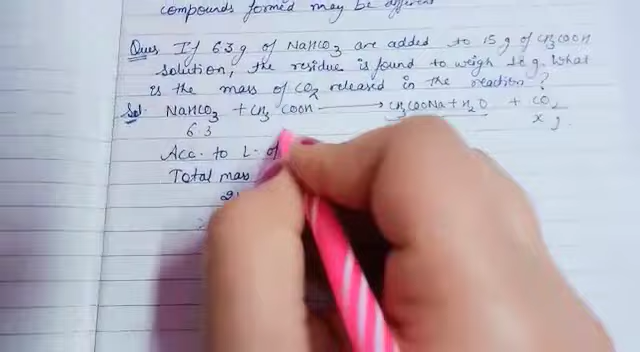 compounds formed may be different
Ques If 6.3 g of NaHCO3 are added to 15 g of CH3COOH
solution, the residue is found to weigh 18 g. What
is the mass of CO2 released in the reaction?
Sol NaHCO3 + CH3COOH → CH3COONa + H2O + CO2
6.3 x g.
Acc. to L. of
Total mass